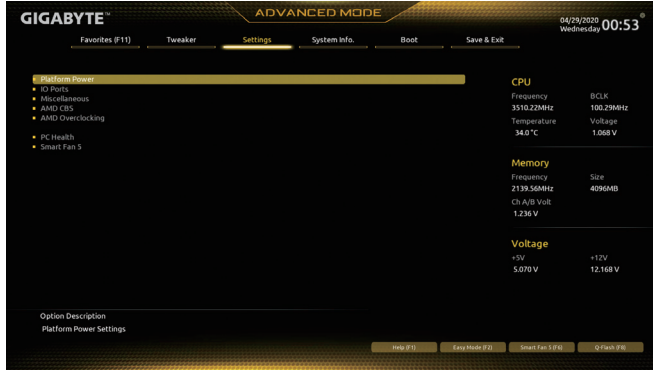 GIGABYTE™
ADVANCED MODE
04/29/2020
Wednesday
00:53
Favorites (F11) Tweaker Settings System Info. Boot Save & Exit
Platform Power
IO Ports
Miscellaneous
AMD CBS
AMD Overclocking
PC Health
Smart Fan 5
CPU
Frequency BCLK
3510.22MHz 100.29MHz
Temperature Voltage
34.0 °C 1.068 V
Memory
Frequency Size
2139.56MHz 4096MB
Ch A/B Volt
1.236 V
Voltage
+5V +12V
5.070 V 12.168 V
Option Description
Platform Power Settings
Help (F1) Easy Mode (F2) Smart Fan 5 (F6) Q-Flash (F8)